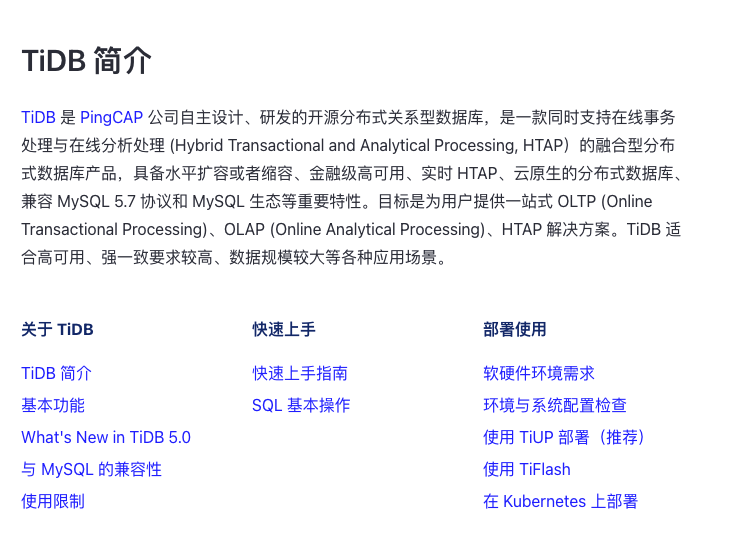 TiDB 简介
TiDB 是 PingCAP 公司自主设计、研发的开源分布式关系型数据库，是一款同时支持在线事务
处理与在线分析处理 (Hybrid Transactional and Analytical Processing, HTAP）的融合型分布
式数据库产品，具备水平扩容或者缩容、金融级高可用、实时 HTAP、云原生的分布式数据库、
兼容 MySQL 5.7 协议和 MySQL 生态等重要特性。目标是为用户提供一站式 OLTP (Online
Transactional Processing)、OLAP (Online Analytical Processing)、HTAP 解决方案。TiDB 适
合高可用、强一致要求较高、数据规模较大等各种应用场景。
关于 TiDB
TiDB 简介
基本功能
What's New in TiDB 5.0
与 MySQL 的兼容性
使用限制
快速上手
快速上手指南
SQL 基本操作
部署使用
软硬件环境需求
环境与系统配置检查
使用 TiUP 部署（推荐）
使用 TiFlash
在 Kubernetes 上部署